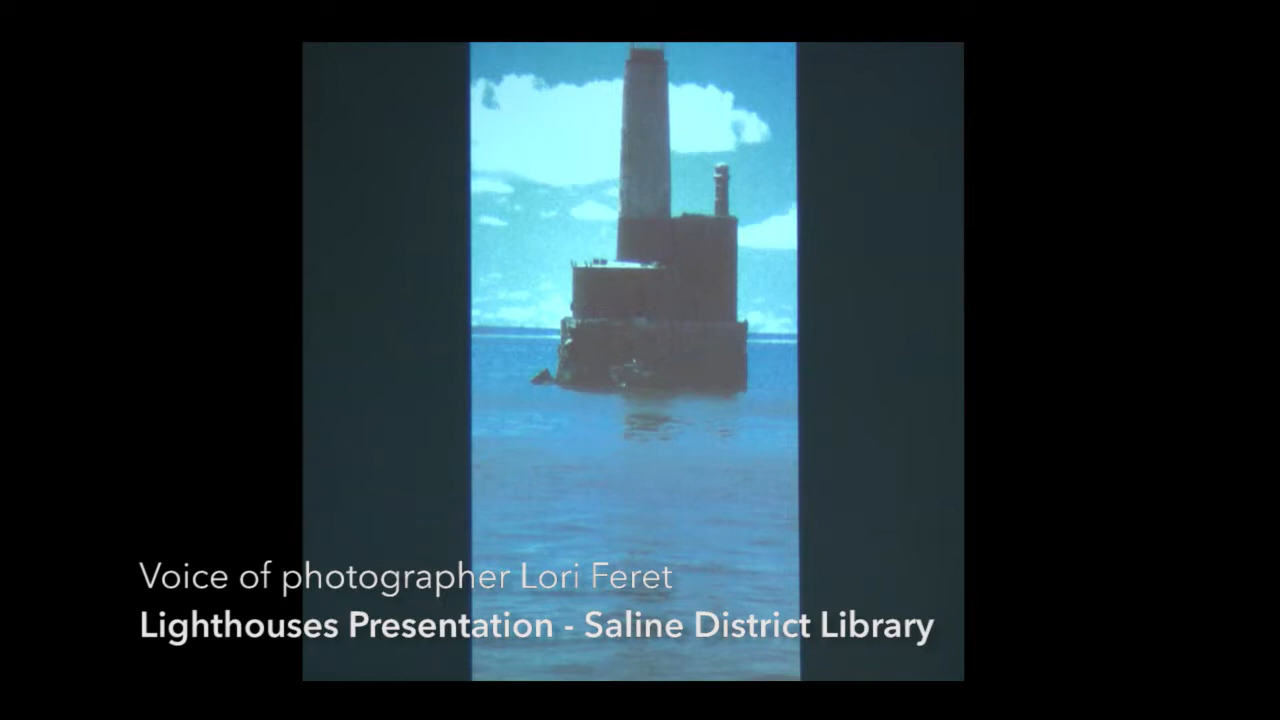 Voice of photographer Lori Feret
Lighthouses Presentation - Saline District Library